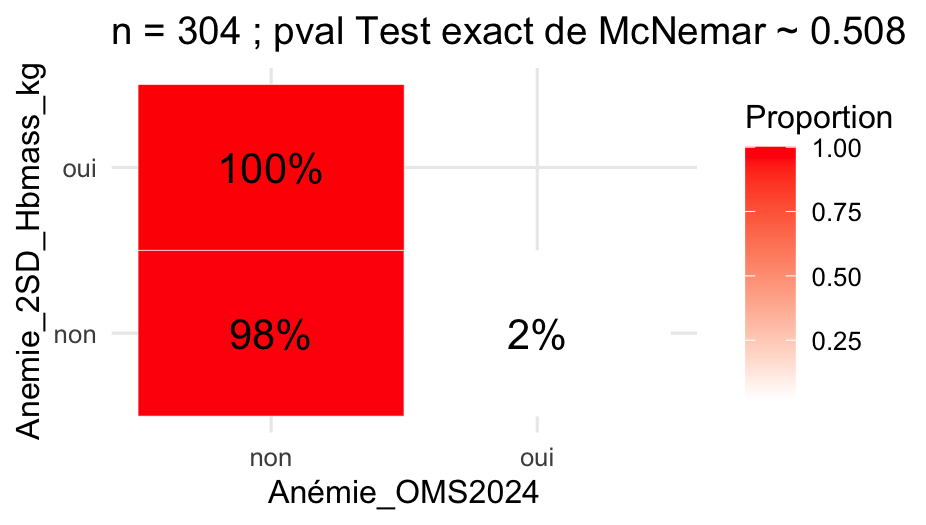 n = 304 ; pval Test exact de McNemar ~ 0.508
Anemie_2SD_Hbmass_kg
oui
non
100%
98%
2%
non
oui
Anémie_OMS2024
Proportion
1.00
0.75
0.50
0.25